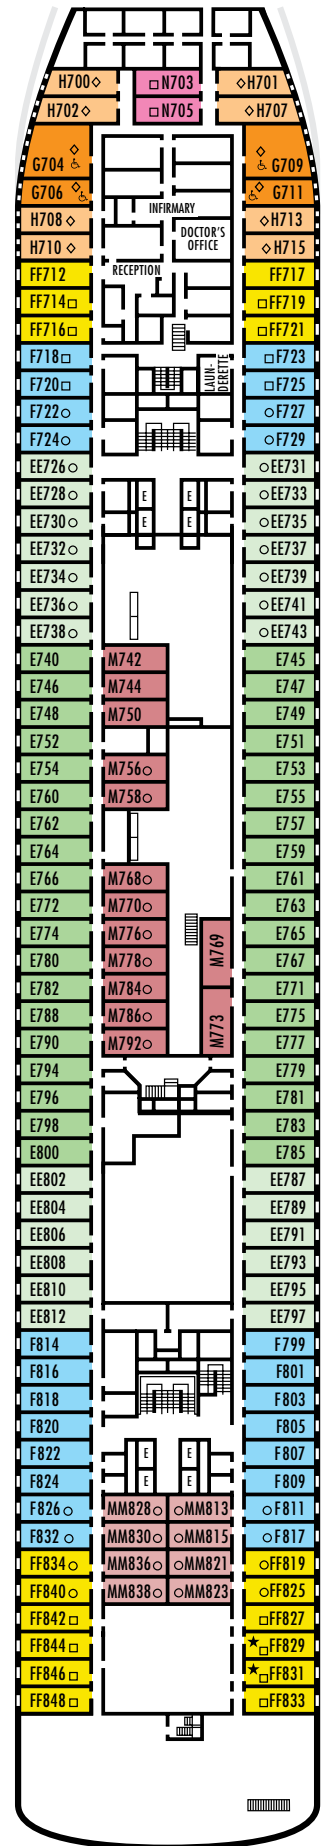 H700◇ □N703 ◇H701
H702◇ □N705 ◇H707
G704 G709
G706 G711
INFIRMARY
H708◇ ◇H713
DOCTOR'S
OFFICE
H710◇ ◇H715
RECEPTION
FF712 FF717
FF714□ □FF719
FF716□ □FF721
F718□ □F723
LAUN-
DERETTE
F720□ □F725
F722○ ○F727
F724○ ○F729
EE726○ ○EE731
EE728○ E E ○EE733
EE730○ E E ○EE735
EE732○ ○EE737
EE734○ ○EE739
EE736○ ○EE741
EE738○ ○EE743
E740 M742 E745
E746 M744 E747
E748 M750 E749
E752 E751
E754 M756○ E753
E760 M758○ E755
E762 E757
E764 E759
E766 M768○ E761
E772 M770○ E763
E774 M776○ M769 E765
E780 M778○ E767
E782 M784○ E771
E788 M786○ M773 E775
E790 M792○ E777
E794 E779
E796 E781
E798 E783
E800 E785
EE802 EE787
EE804 EE789
EE806 EE791
EE808 EE793
EE810 EE795
EE812 EE797
F814 F799
F816 F801
F818 F803
F820 F805
F822 E E F807
F824 E E F809
F826○ MM828○ ○MM813 ○F811
F832○ MM830○ ○MM815 ○F817
FF834○ MM836○ ○MM821 ○FF819
FF840○ MM838○ ○MM823 ○FF825
FF842□ □FF827
FF844□ ★□FF829
FF846□ ★□FF831
FF848□ □FF833